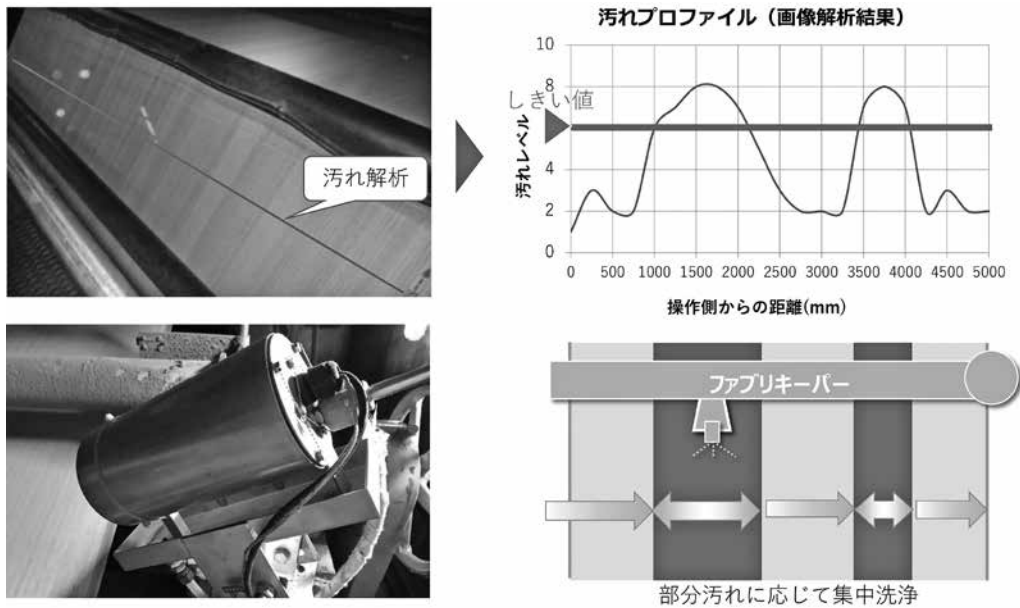 汚れ解析
汚れプロファイル（画像解析結果）
10
8
しきい値
汚れレベル
4
2
0
0 500 1000 1500 2000 2500 3000 3500 4000 4500 5000
操作側からの距離(mm)
ファブリキーパー
部分汚れに応じて集中洗浄